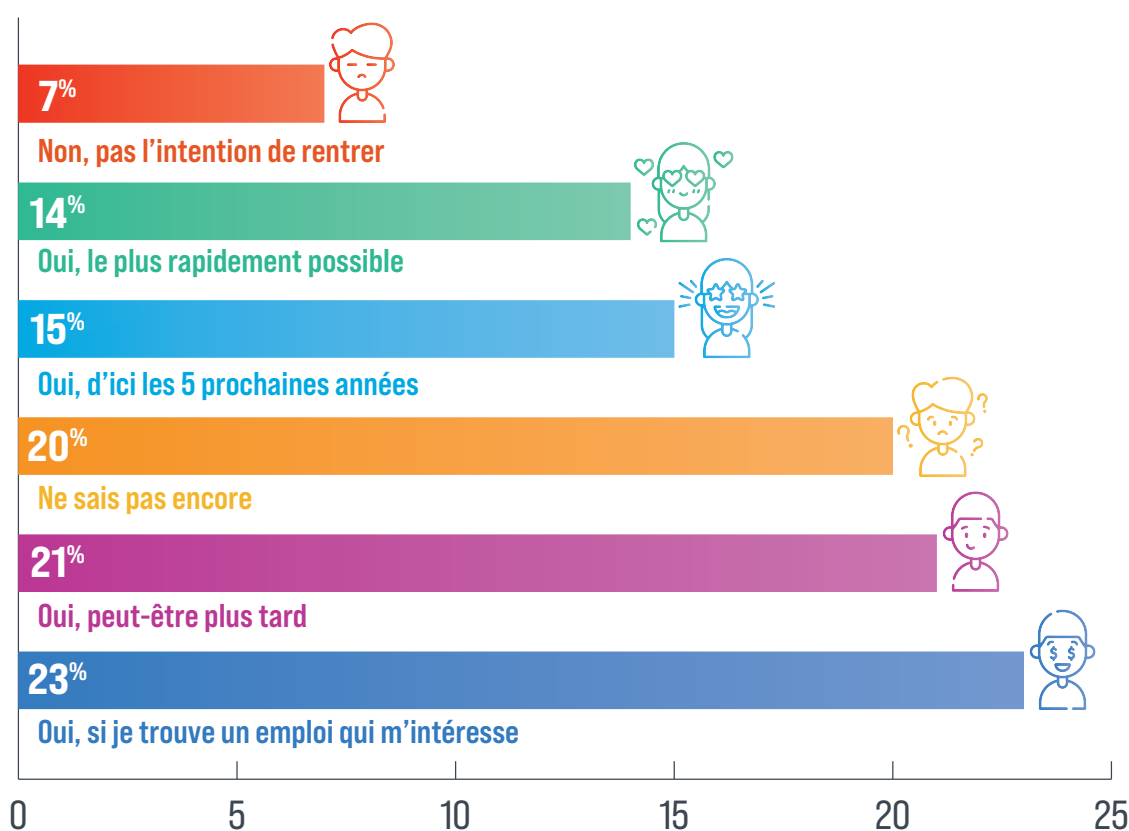 7%
Non, pas l’intention de rentrer
14%
Oui, le plus rapidement possible
15%
Oui, d’ici les 5 prochaines années
20%
Ne sais pas encore
21%
Oui, peut-être plus tard
23%
Oui, si je trouve un emploi qui m’intéresse
0 5 10 15 20 25